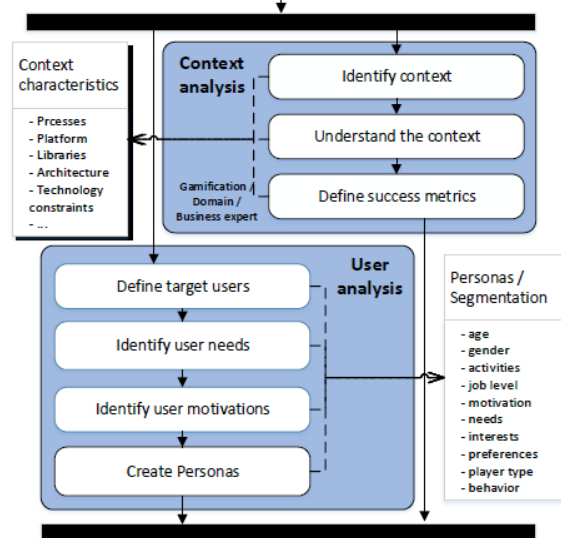 Context
characteristics
- Prcesses
- Platform
- Libraries
- Architecture
- Technology
constraints
- ...
Context
analysis
Identify context
Understand the context
Define success metrics
Gamification /
Domain /
Business expert
User
analysis
Define target users
Identify user needs
Identify user motivations
Create Personas
Personas /
Segmentation
- age
- gender
- activities
- job level
- motivation
- needs
- interests
- preferences
- player type
- behavior